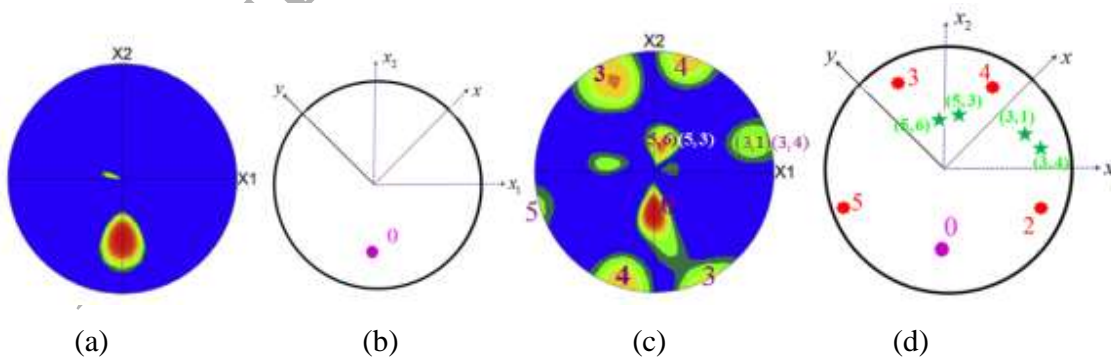 X2
X1
(a)
x₂
y
x
x₁
0
(b)
X2
3
4
(5,6)(5,3)
(3,1)(3,4)
X1
5
4
3
(c)
x₂
y
x
3
4
(5,6)
(5,3)
(3,1)
(3,4)
x
5
2
0
(d)